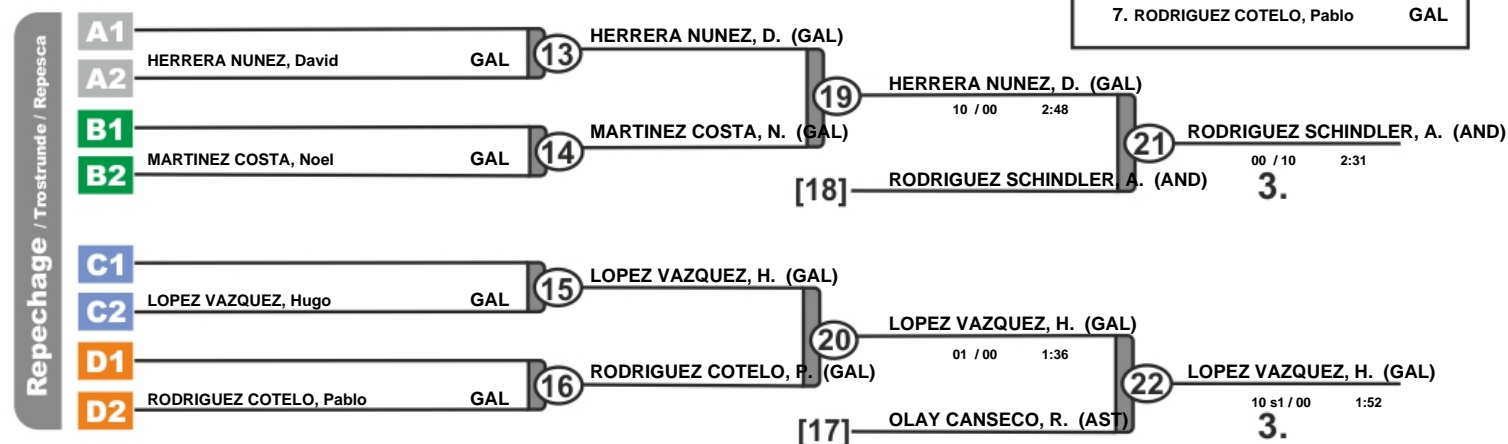 7. RODRIGUEZ COTELO, Pablo GAL
Repechage / Trostrunde / Repesca
A1
HERRERA NUNEZ, David GAL
A2
13
HERRERA NUNEZ, D. (GAL)
B1
MARTINEZ COSTA, Noel GAL
B2
14
MARTINEZ COSTA, N. (GAL)
19
HERRERA NUNEZ, D. (GAL)
10 / 00 2:48
[18]
RODRIGUEZ SCHINDLER, A. (AND)
21
RODRIGUEZ SCHINDLER, A. (AND)
00 / 10 2:31
3.
C1
LOPEZ VAZQUEZ, Hugo GAL
C2
15
LOPEZ VAZQUEZ, H. (GAL)
D1
RODRIGUEZ COTELO, Pablo GAL
D2
16
RODRIGUEZ COTELO, P. (GAL)
20
LOPEZ VAZQUEZ, H. (GAL)
01 / 00 1:36
[17]
OLAY CANSECO, R. (AST)
22
LOPEZ VAZQUEZ, H. (GAL)
10 s1 / 00 1:52
3.